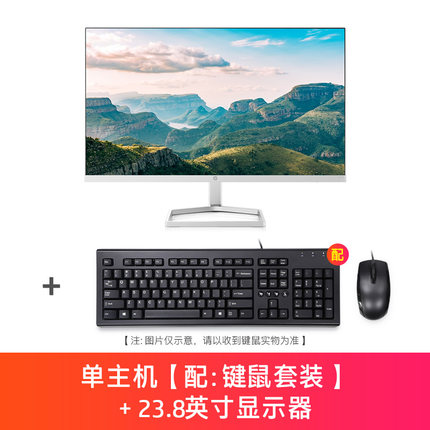 配
+
【注:图片仅示意，请以收到键鼠实物为准】
单主机【配:键鼠套装】
+ 23.8英寸显示器